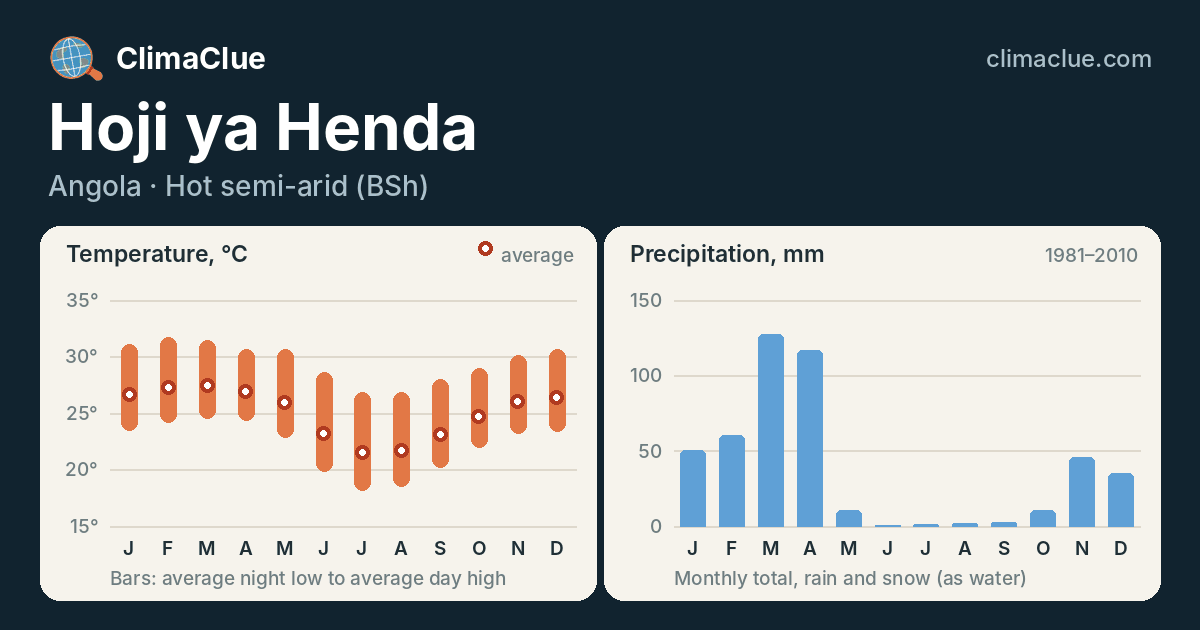 ClimaClue
climaclue.com
Hoji ya Henda
Angola · Hot semi-arid (BSh)
Temperature, °C
average
35°
30°
25°
20°
15°
J F M A M J J A S O N D
Bars: average night low to average day high
Precipitation, mm
1981–2010
150
100
50
0
J F M A M J J A S O N D
Monthly total, rain and snow (as water)